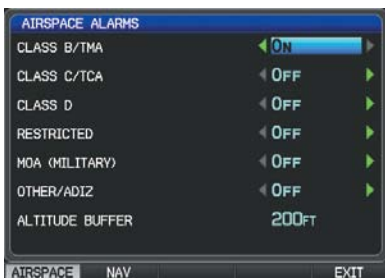 AIRSPACE ALARMS
CLASS B/TMA ON
CLASS C/TCA OFF
CLASS D OFF
RESTRICTED OFF
MOA (MILITARY) OFF
OTHER/ADIZ OFF
ALTITUDE BUFFER 200FT
AIRSPACE NAV EXIT